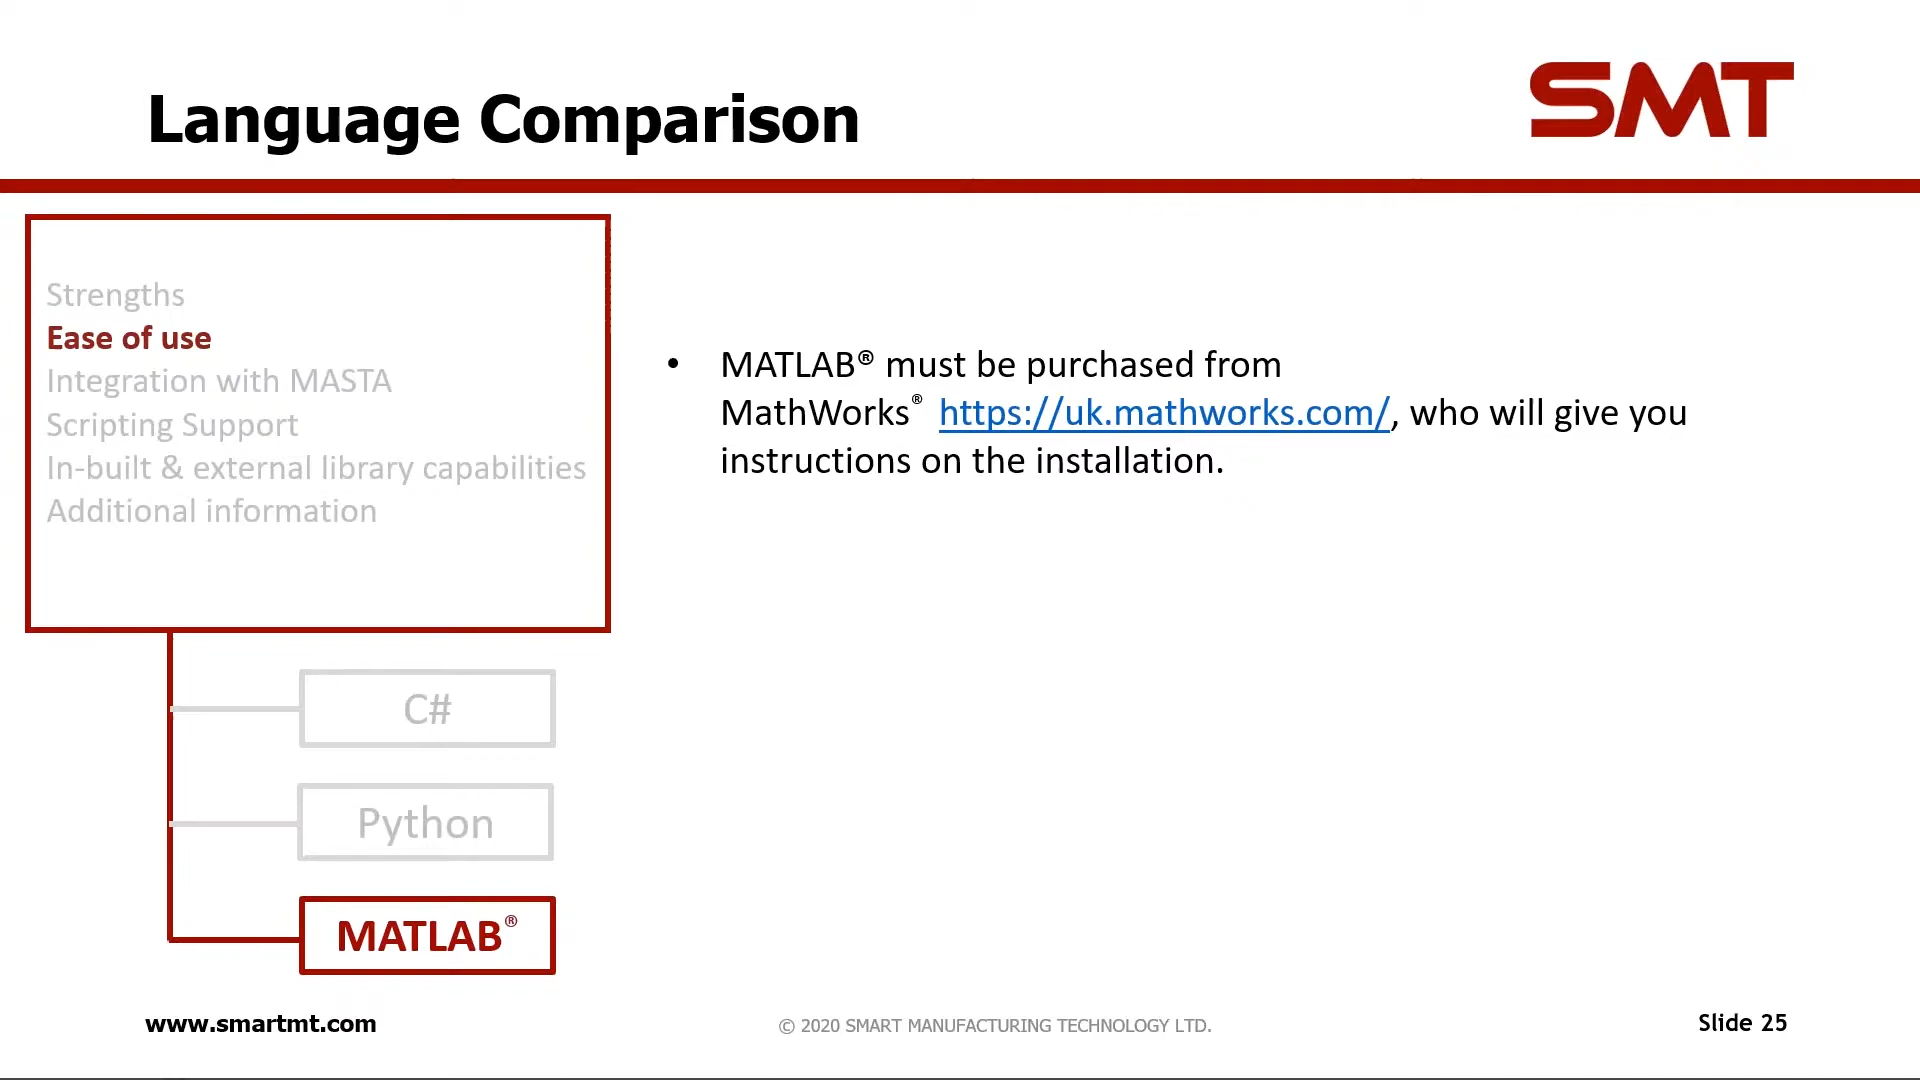 Language Comparison
SMT
Strengths
Ease of use
Integration with MASTA
Scripting Support
In-built & external library capabilities
Additional information
• MATLAB® must be purchased from
MathWorks® https://uk.mathworks.com/, who will give you
instructions on the installation.
C#
Python
MATLAB®
www.smartmt.com
© 2020 SMART MANUFACTURING TECHNOLOGY LTD.
Slide 25